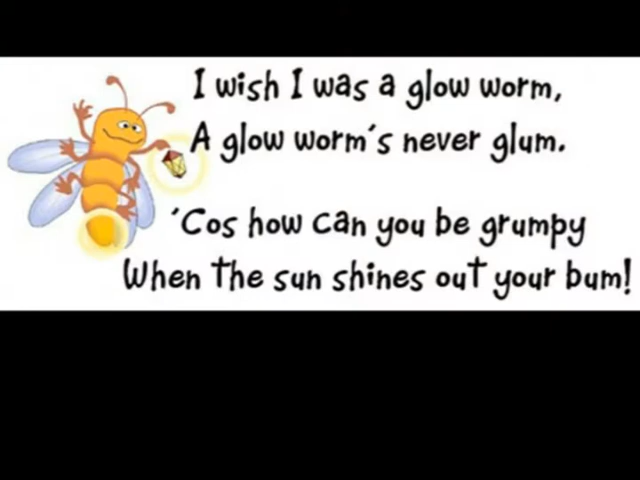 I wish I was a glow worm,
A glow worm's never glum.
'Cos how can you be grumpy
When the sun shines out your bum!